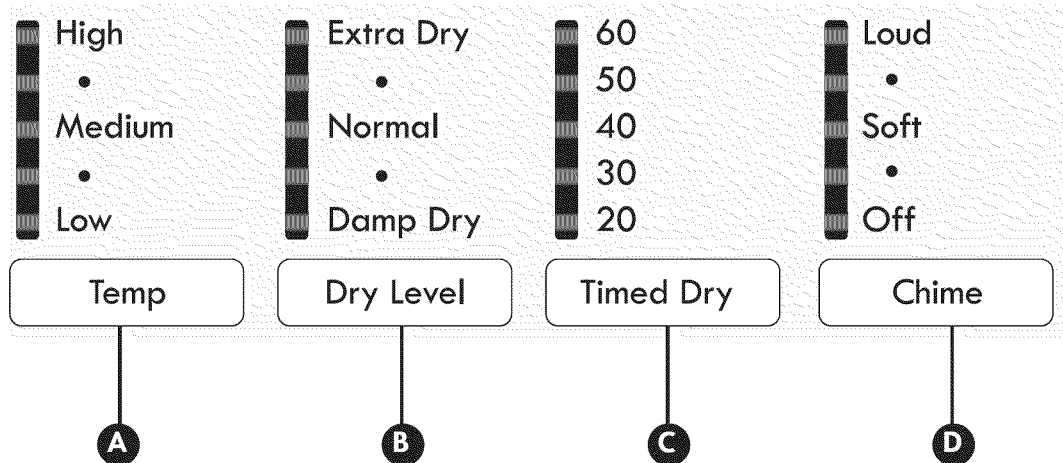 High
•
Medium
•
Low
Temp
A
Extra Dry
•
Normal
•
Damp Dry
Dry Level
B
60
50
40
30
20
Timed Dry
C
Loud
•
Soft
•
Off
Chime
D